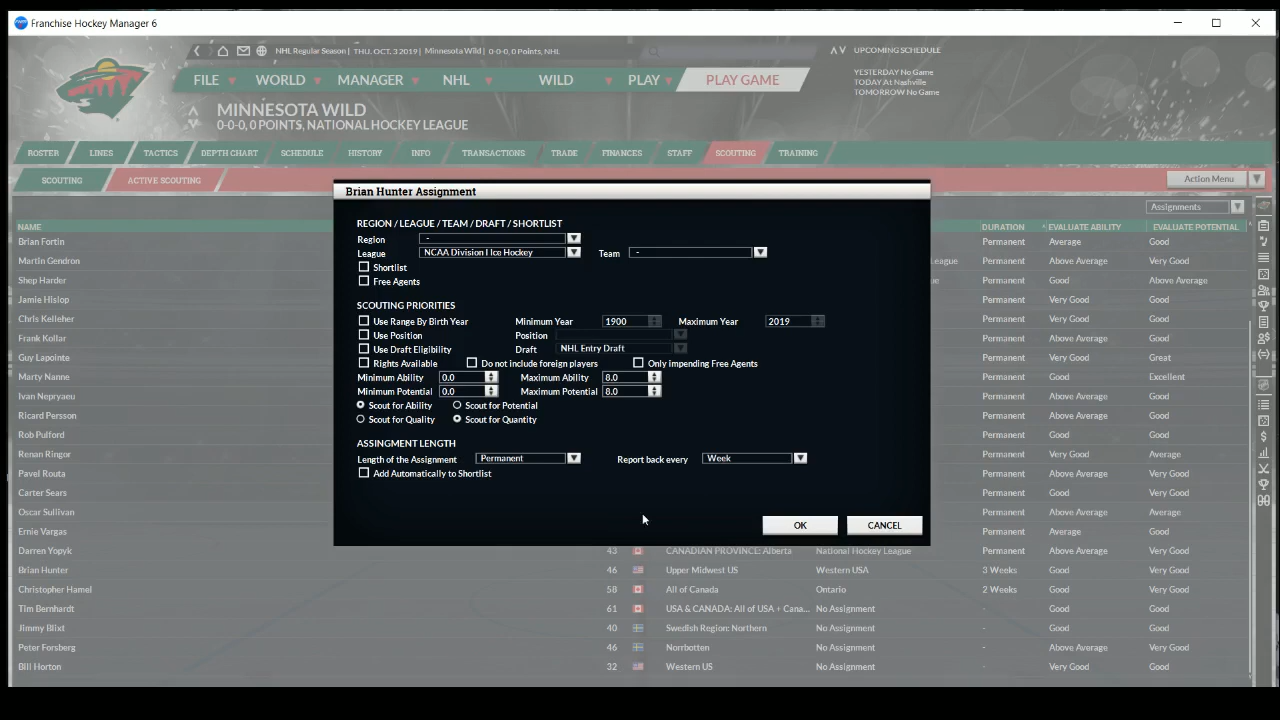 Franchise Hockey Manager 6
NHL Regular Season | THU. OCT. 3 2019 | Minnesota Wild | 0-0-0, 0 Points, NHL
UPCOMING SCHEDULE
FILE WORLD MANAGER NHL WILD PLAY PLAY GAME
YESTERDAY No Game
TODAY At Nashville
TOMORROW No Game
MINNESOTA WILD
0-0-0, 0 POINTS, NATIONAL HOCKEY LEAGUE
ROSTER LINES TACTICS DEPTH CHART SCHEDULE HISTORY INFO TRANSACTIONS TRADE FINANCES STAFF SCOUTING TRAINING
SCOUTING ACTIVE SCOUTING Action Menu
Brian Hunter Assignment
Assignments
REGION / LEAGUE / TEAM / DRAFT / SHORTLIST
Region -
League NCAA Division I Ice Hockey Team -
Shortlist
Free Agents
SCOUTING PRIORITIES
Use Range By Birth Year Minimum Year 1900 Maximum Year 2019
Use Position Position
Use Draft Eligibility Draft NHL Entry Draft
Rights Available Do not include foreign players Only impending Free Agents
Minimum Ability 0.0 Maximum Ability 8.0
Minimum Potential 0.0 Maximum Potential 8.0
Scout for Ability Scout for Potential
Scout for Quality Scout for Quantity
ASSINGMENT LENGTH
Length of the Assignment Permanent Report back every Week
Add Automatically to Shortlist
OK CANCEL
NAME DURATION EVALUATE ABILITY EVALUATE POTENTIAL
Brian Fortin Permanent Average Good
Martin Gendron League Permanent Above Average Very Good
Shep Harder Permanent Good Above Average
Jamie Hislop Permanent Very Good Good
Chris Kelleher Permanent Very Good Good
Frank Kollar Permanent Above Average Good
Guy Lapointe Permanent Very Good Great
Marty Nanne Permanent Good Excellent
Ivan Nepryaeu Permanent Above Average Good
Ricard Persson Permanent Good Good
Rob Pulford Permanent Good Good
Renan Ringor Permanent Very Good Average
Pavel Routa Permanent Above Average Very Good
Carter Sears Permanent Good Very Good
Oscar Sullivan Permanent Above Average Average
Ernie Vargas Permanent Average Good
Darren Yopyk 43 CANADIAN PROVINCE: Alberta National Hockey League Permanent Above Average Very Good
Brian Hunter 46 Upper Midwest US Western USA 3 Weeks Good Very Good
Christopher Hamel 58 All of Canada Ontario 2 Weeks Good Very Good
Tim Bernhardt 61 USA & CANADA: All of USA + Cana... No Assignment - Good Good
Jimmy Blixt 40 Swedish Region: Northern No Assignment - Good Good
Peter Forsberg 46 Norrbotten No Assignment - Above Average Very Good
Bill Horton 32 Western US No Assignment - Very Good Good